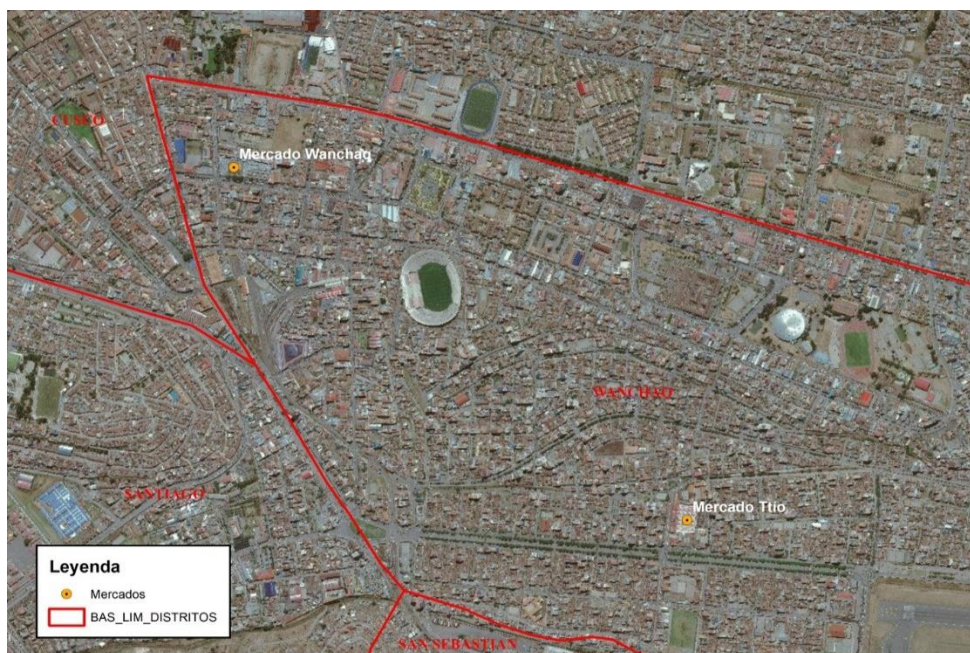 CUSCO
Mercado Wanchaq
WANCHAQ
SANTIAGO
Mercado Ttio
Leyenda
Mercados
BAS_LIM_DISTRITOS
SAN SEBASTIAN